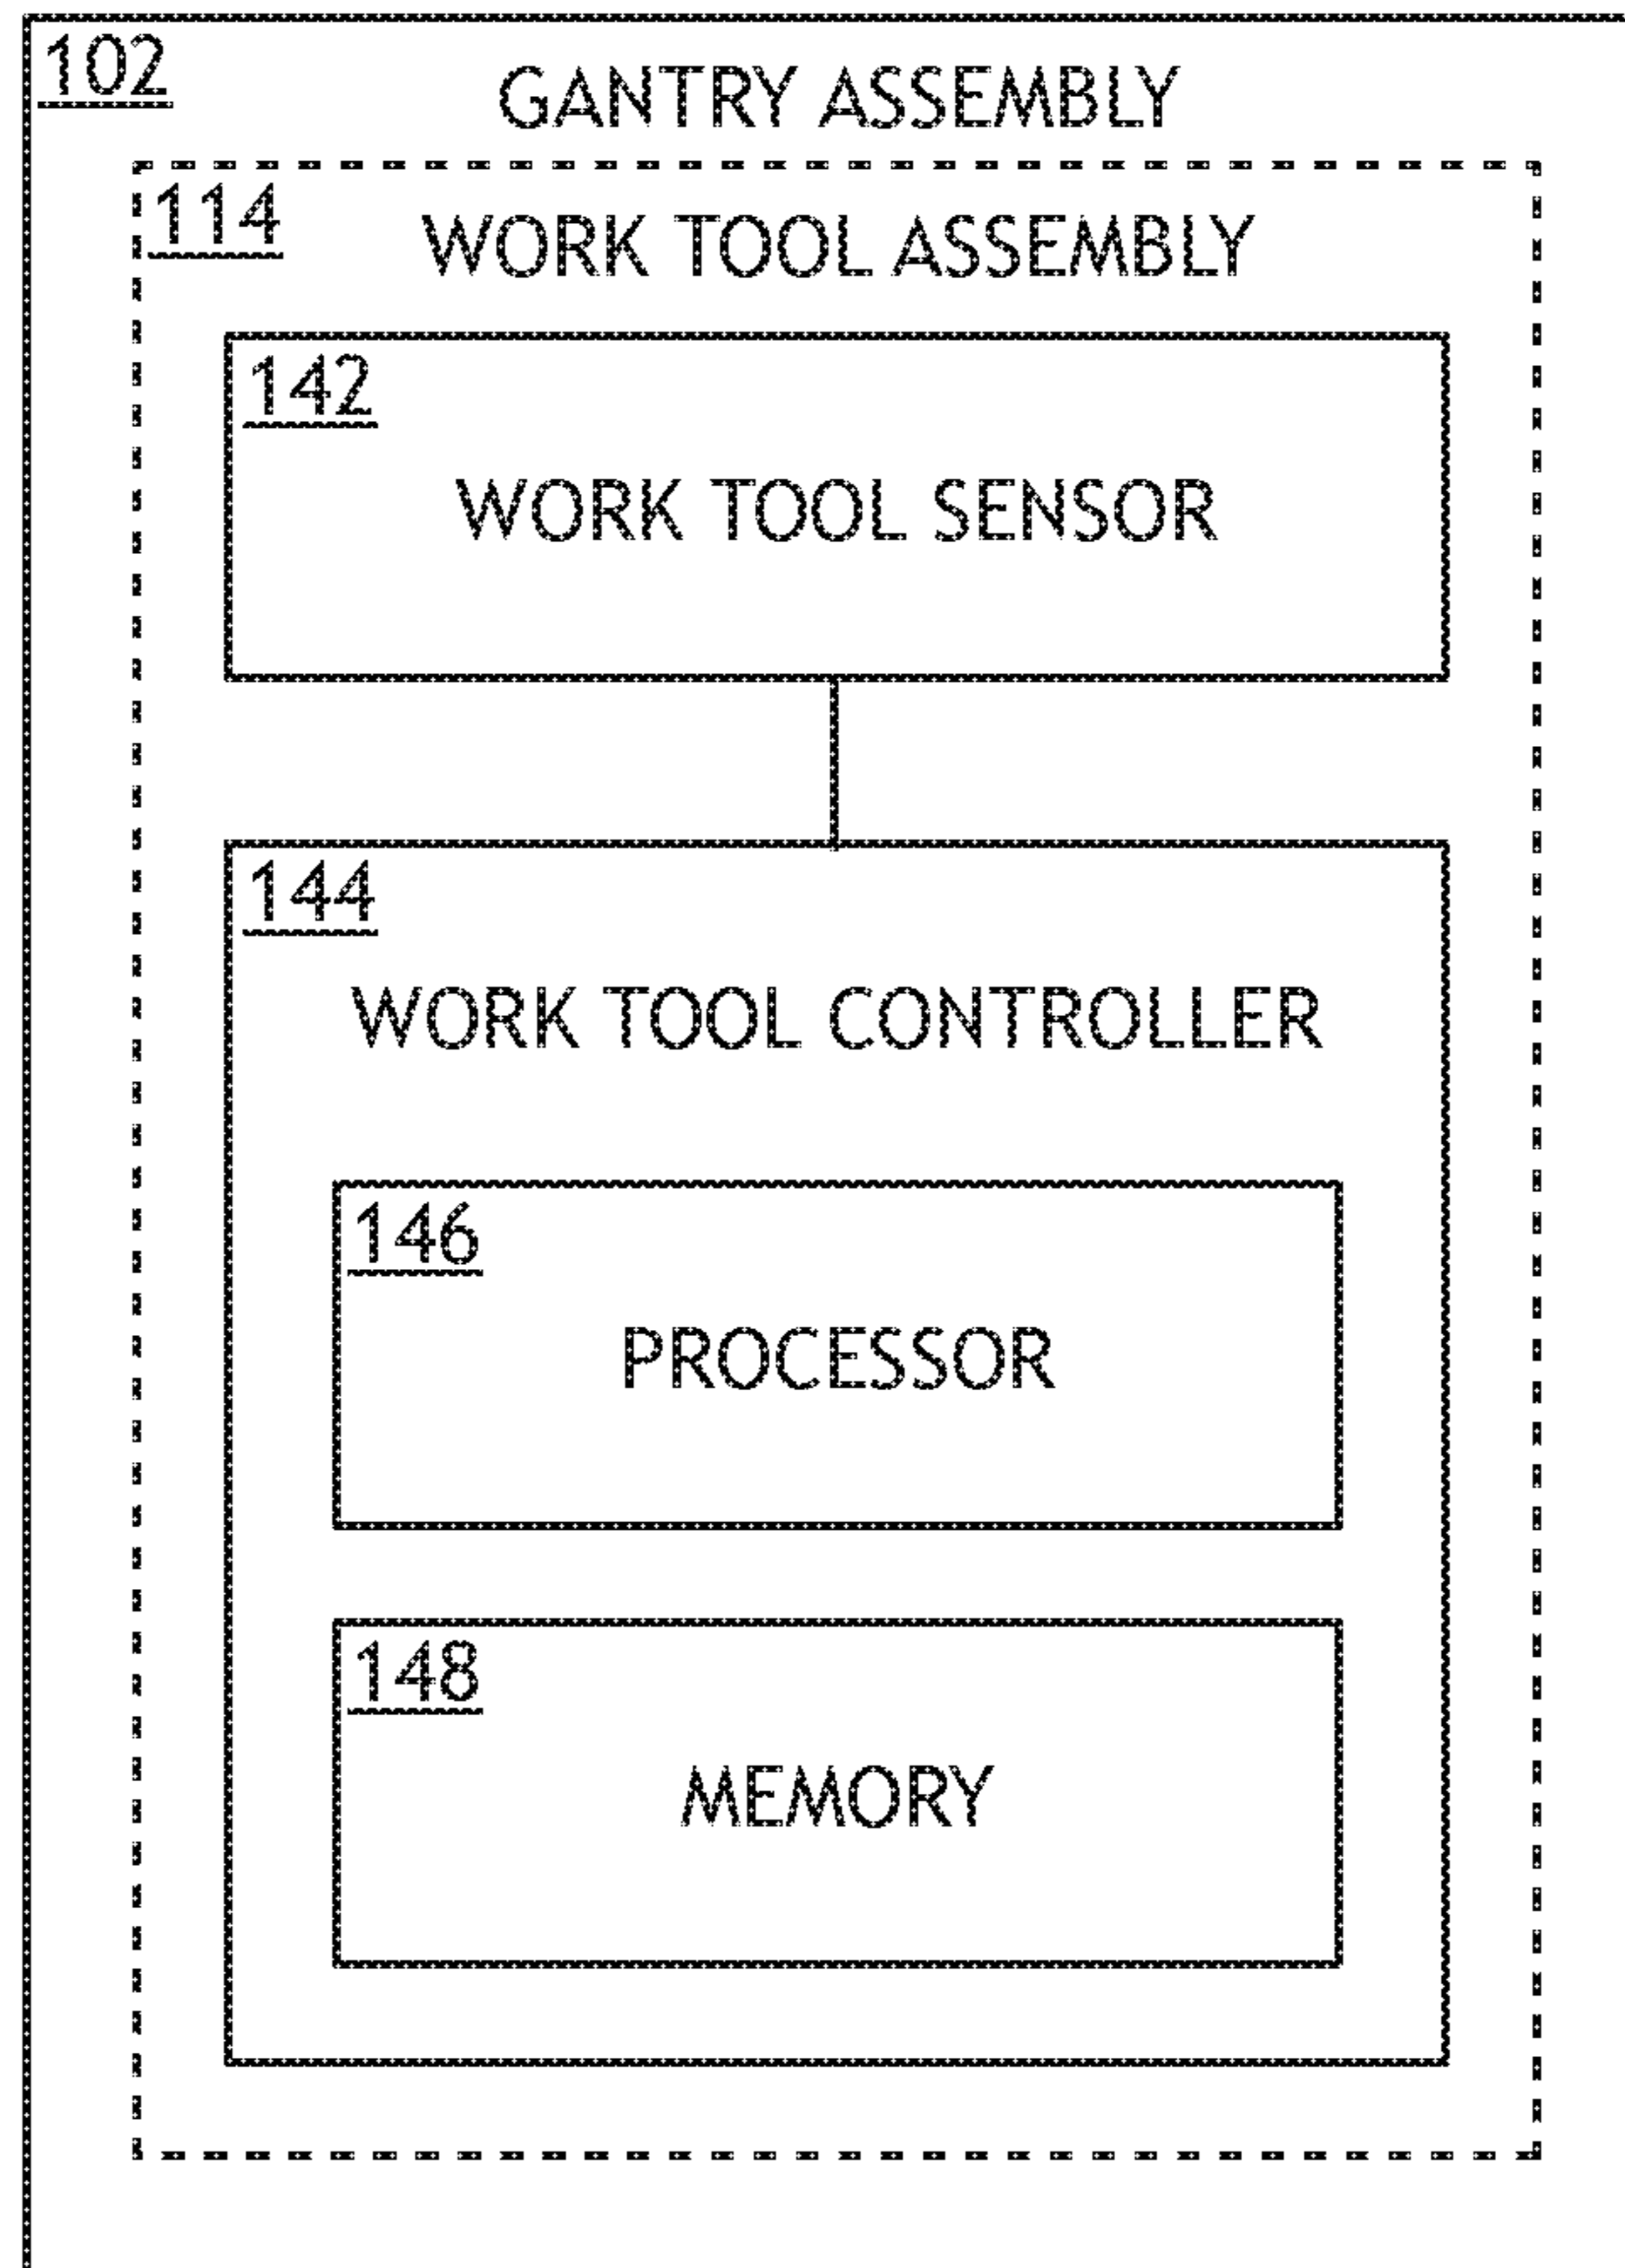 102
GANTRY ASSEMBLY
114
WORK TOOL ASSEMBLY
142
WORK TOOL SENSOR
144
WORK TOOL CONTROLLER
146
PROCESSOR
148
MEMORY